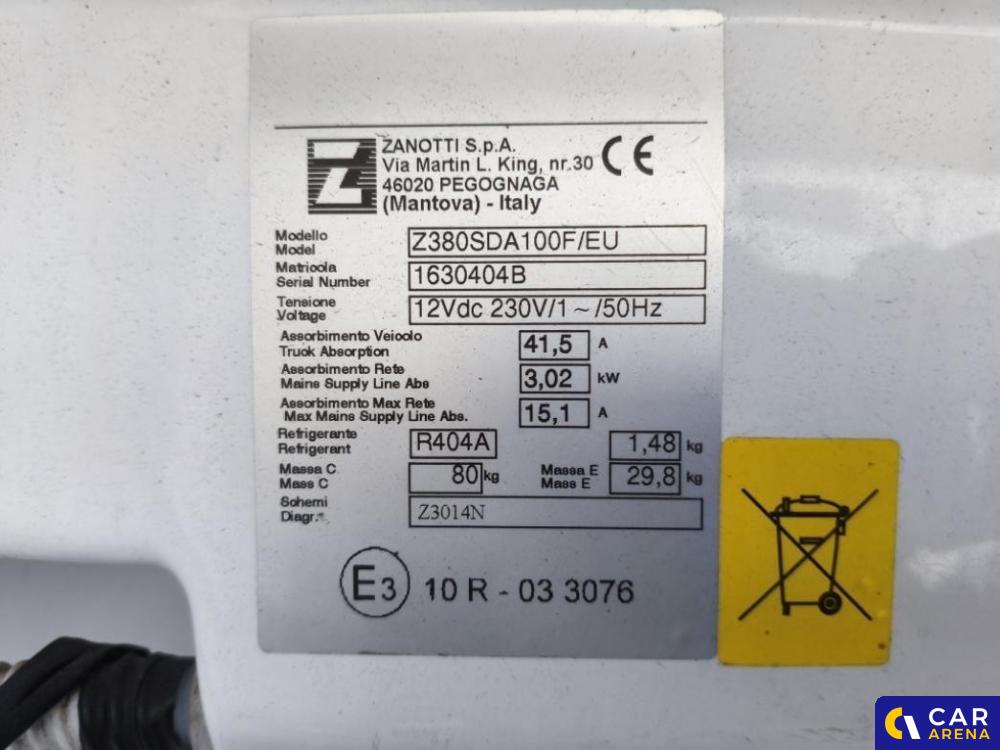 ZANOTTI S.p.A.
Via Martin L. King, nr.30
46020 PEGOGNAGA
(Mantova) - Italy
CE
Modello
Model
Z380SDA100F/EU
Matricola
Serial Number
1630404B
Tensione
Voltage
12Vdc 230V/1 ~ /50Hz
Assorbimento Veicolo
Truck Absorption
41,5 A
Assorbimento Rete
Mains Supply Line Abs
3,02 kW
Assorbimento Max Rete
Max Mains Supply Line Abs.
15,1 A
Refrigerante
Refrigerant
R404A 1,48 kg
Massa C
Mass C
80 kg
Massa E
Mass E
29,8 kg
Schemi
Diagr.
Z3014N
E3 10 R - 03 3076
CAR
ARENA